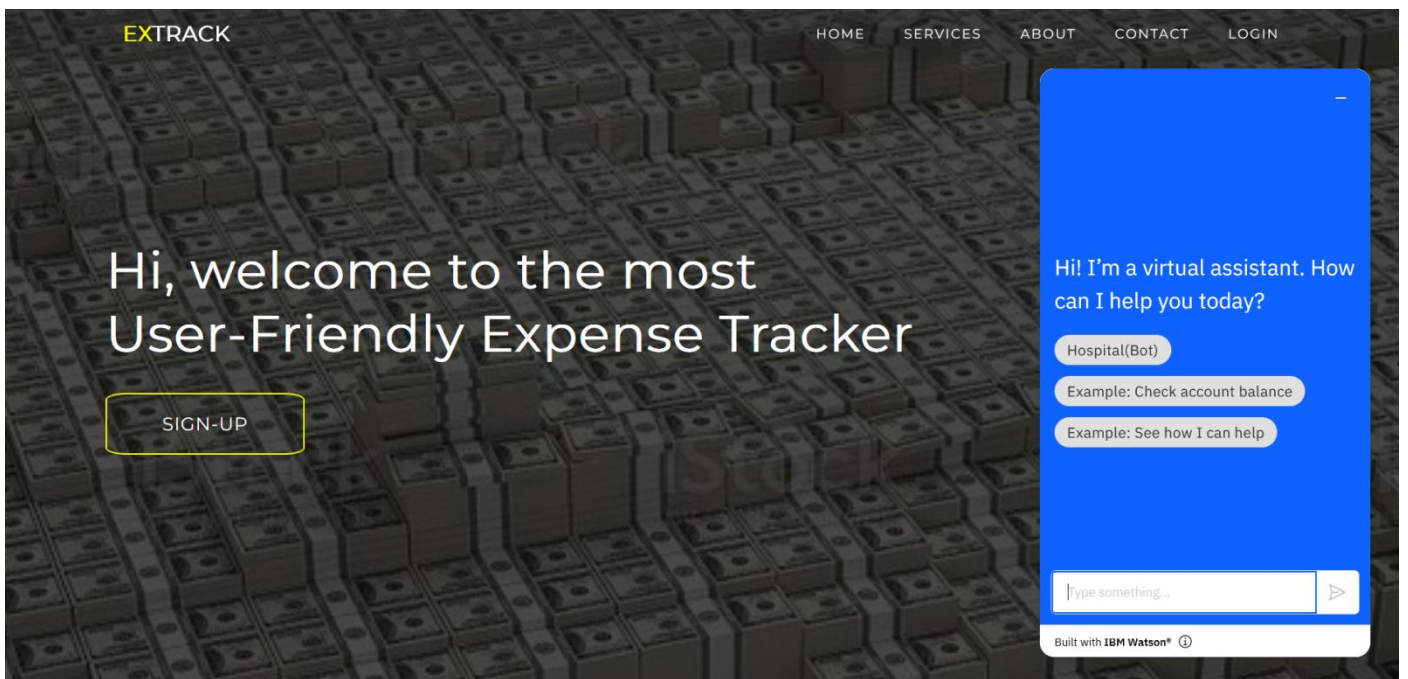 EXTRACK
HOME SERVICES ABOUT CONTACT LOGIN
Hi, welcome to the most
User-Friendly Expense Tracker
SIGN-UP
Hi! I’m a virtual assistant. How
can I help you today?
Hospital(Bot)
Example: Check account balance
Example: See how I can help
Type something...
Built with IBM Watson®
iStock